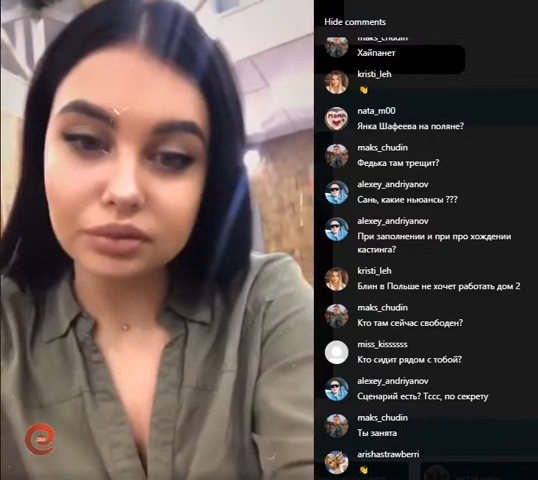 Hide comments
maks_chudin
Хайпанет
kristi_leh
nata_m00
Янка Шафеева на поляне?
maks_chudin
Федька там трещит?
alexey_andriyanov
Сань, какие ньюансы ???
alexey_andriyanov
При заполнении и при про хождении
кастинга?
kristi_leh
Блин в Польше не хочет работать дом 2
maks_chudin
Кто там сейчас свободен?
miss_kissssss
Кто сидит рядом с тобой?
alexey_andriyanov
Сценарий есть? Тссс, по секрету
maks_chudin
Ты занята
arishastrawberri